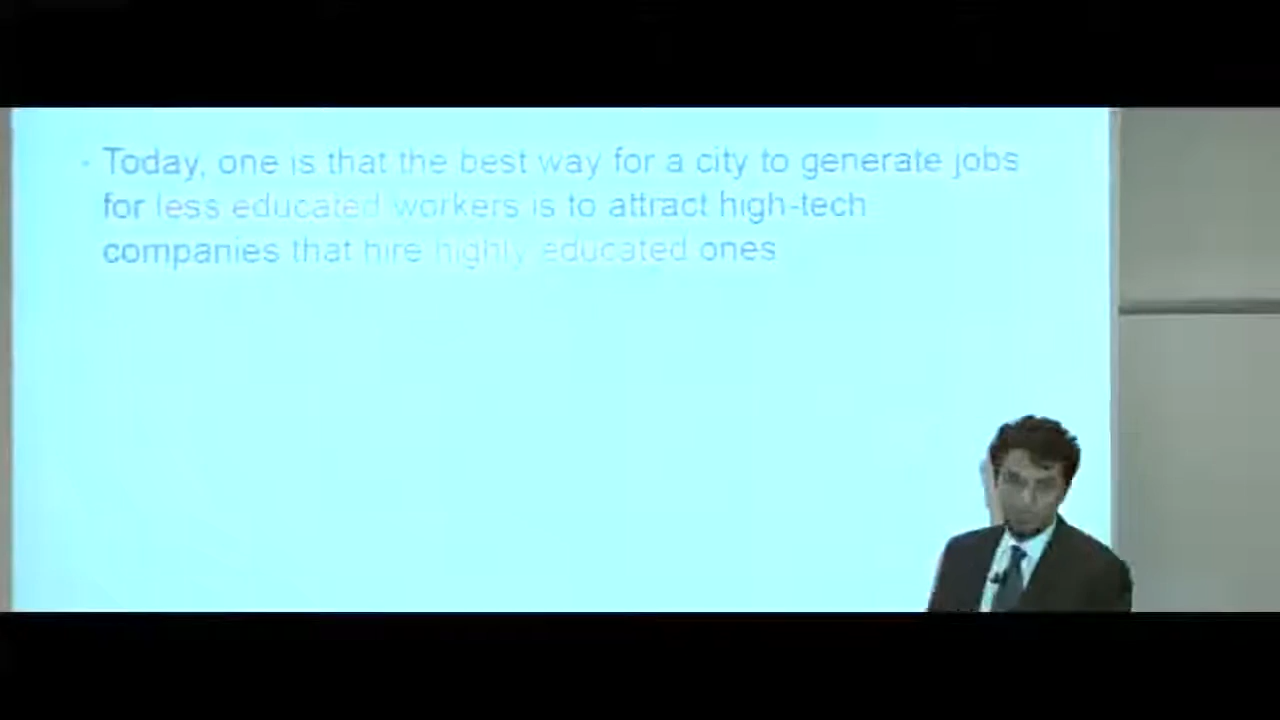 • Today, one is that the best way for a city to generate jobs
for less educated workers is to attract high-tech
companies that hire highly educated ones